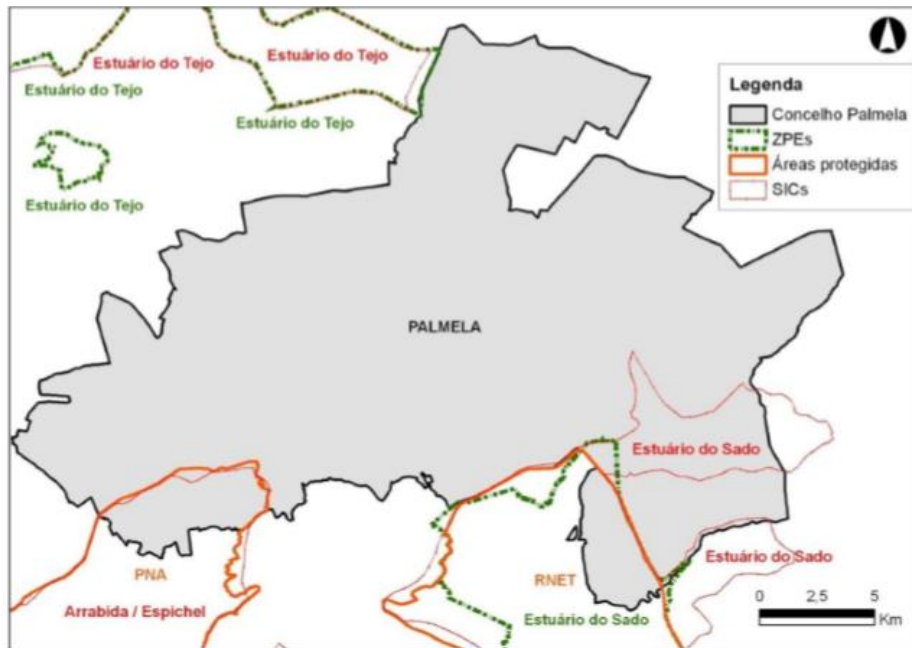 Estuário do Tejo
Estuário do Tejo
Estuário do Tejo
Estuário do Tejo
Estuário do Tejo
Legenda
Concelho Palmela
ZPEs
Áreas protegidas
SICs
PALMELA
Estuário do Sado
PNA
RNET
Estuário do Sado
Arrabida / Espichel
Estuário do Sado
0 2,5 5
Km